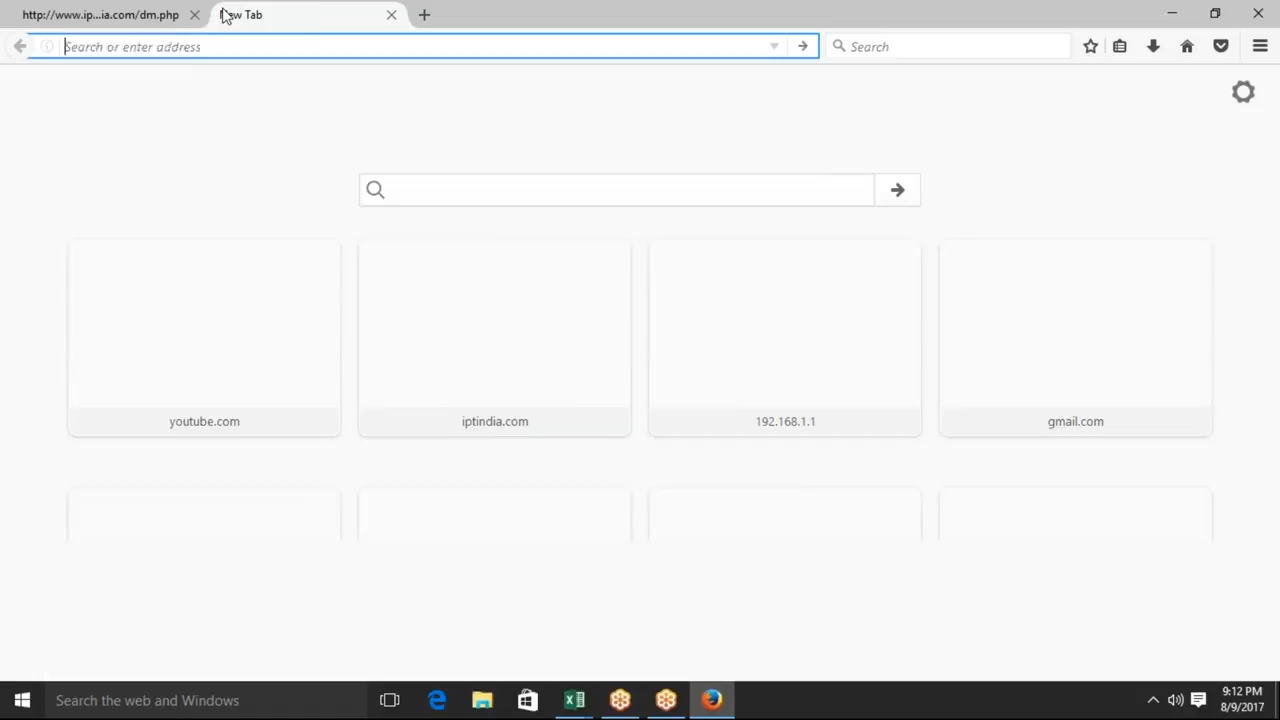 http://www.ip...ia.com/dm.php
New Tab
Search or enter address
Search
youtube.com
iptindia.com
192.168.1.1
gmail.com
Search the web and Windows
9:12 PM
8/9/2017